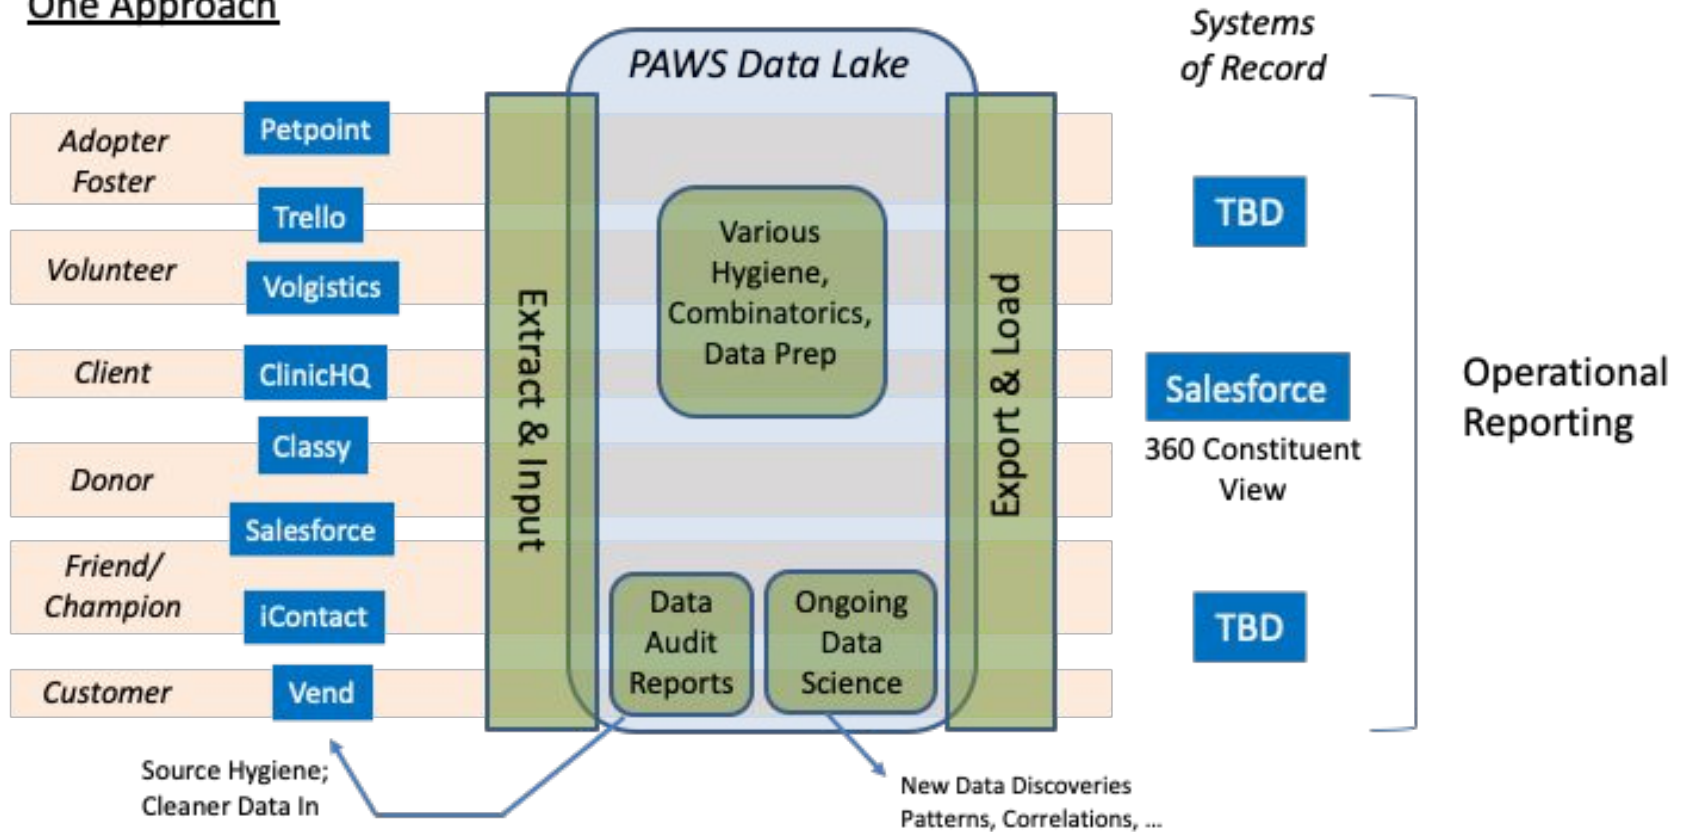 One Approach
PAWS Data Lake
Systems
of Record
Adopter
Foster
Petpoint
Trello
Volunteer
Volgistics
Client
ClinicHQ
Classy
Donor
Salesforce
Friend/
Champion
iContact
Customer
Vend
Extract & Input
Various
Hygiene,
Combinatorics,
Data Prep
Data
Audit
Reports
Ongoing
Data
Science
Export & Load
TBD
Salesforce
360 Constituent
View
TBD
Operational
Reporting
Source Hygiene;
Cleaner Data In
New Data Discoveries
Patterns, Correlations, ...